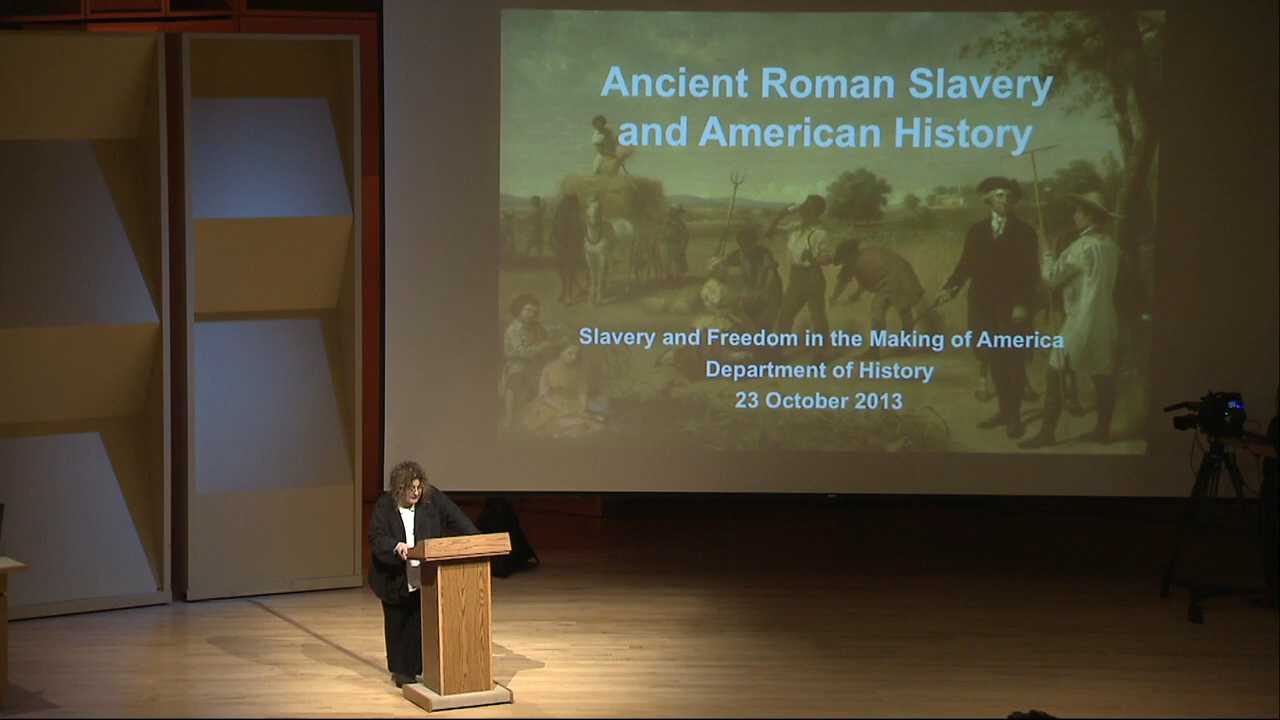 Ancient Roman Slavery
and American History
Slavery and Freedom in the Making of America
Department of History
23 October 2013